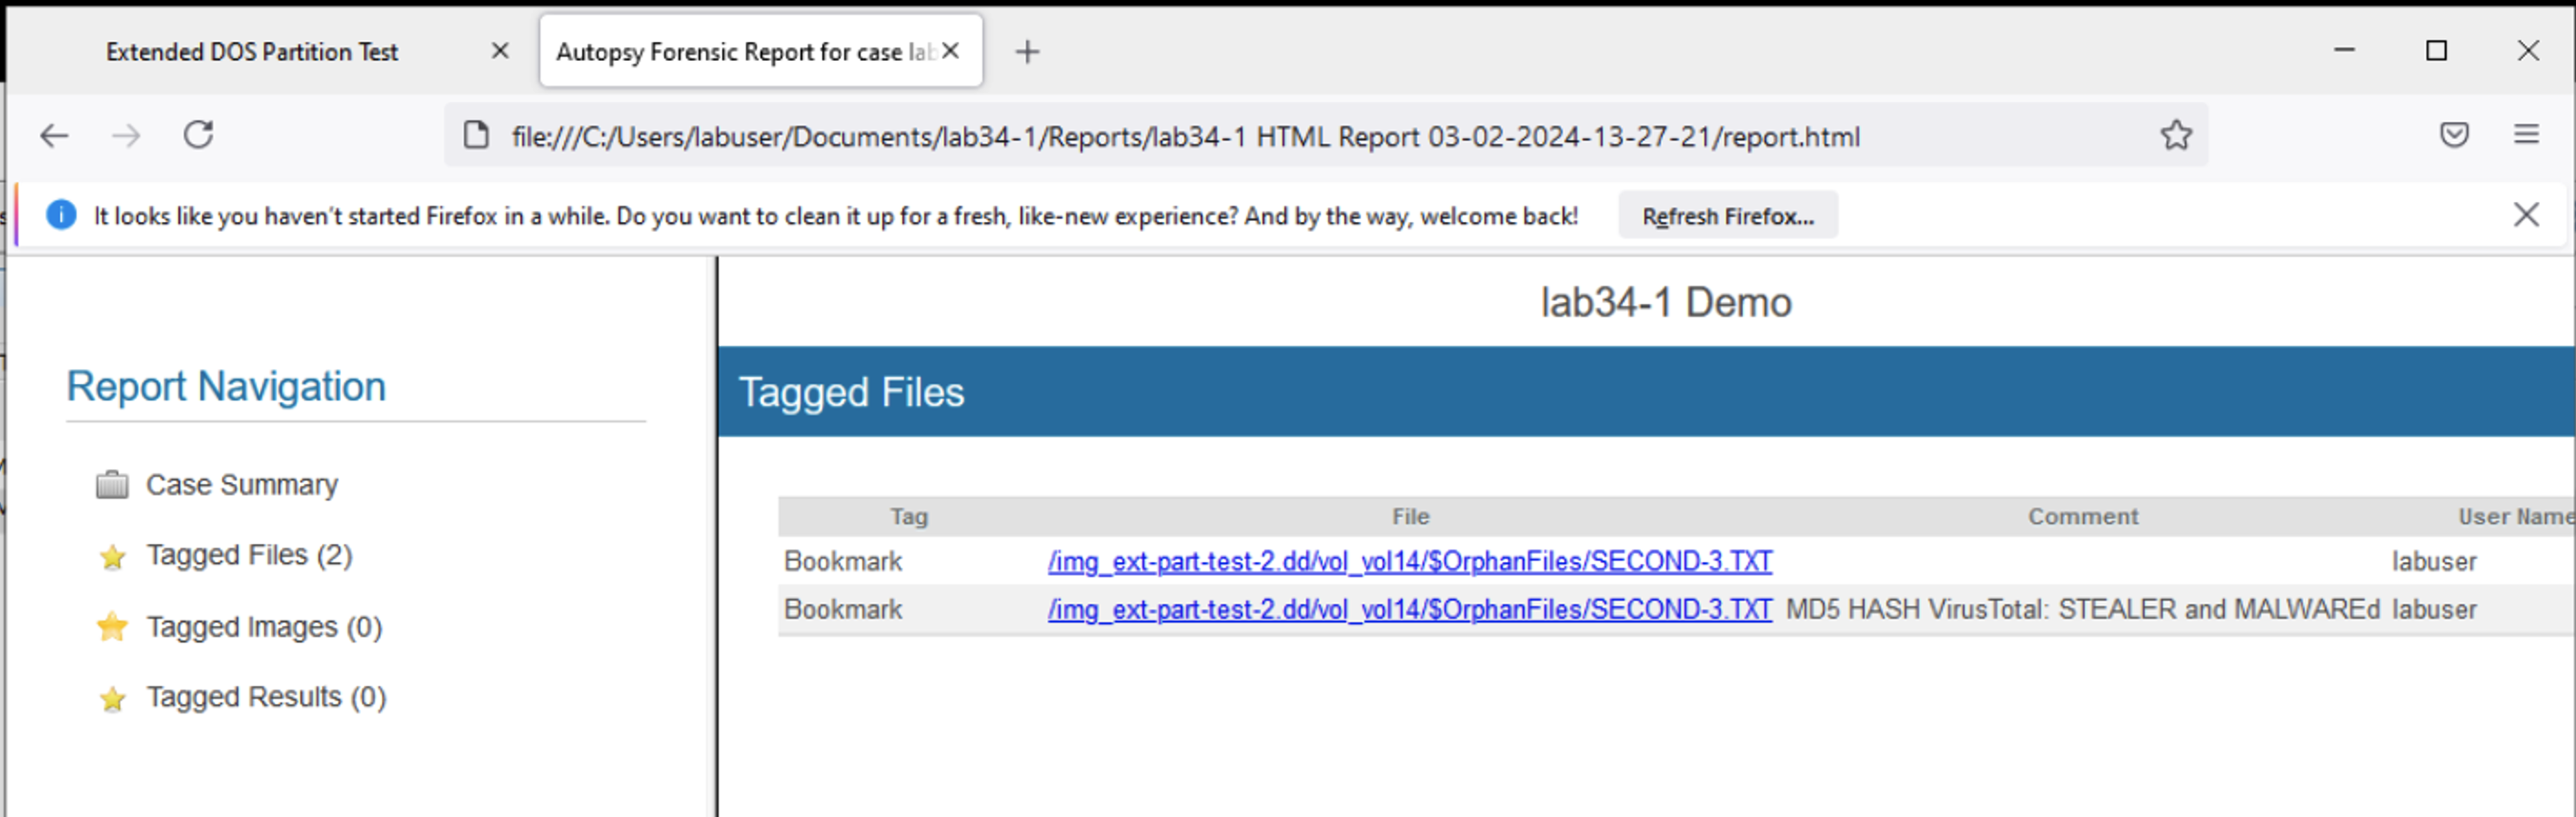 Extended DOS Partition Test
Autopsy Forensic Report for case lab
file:///C:/Users/labuser/Documents/lab34-1/Reports/lab34-1 HTML Report 03-02-2024-13-27-21/report.html
It looks like you haven't started Firefox in a while. Do you want to clean it up for a fresh, like-new experience? And by the way, welcome back! Refresh Firefox...
lab34-1 Demo
Report Navigation
Case Summary
Tagged Files (2)
Tagged Images (0)
Tagged Results (0)
Tagged Files
Tag File Comment User Name
Bookmark /img_ext-part-test-2.dd/vol_vol14/$OrphanFiles/SECOND-3.TXT labuser
Bookmark /img_ext-part-test-2.dd/vol_vol14/$OrphanFiles/SECOND-3.TXT MD5 HASH VirusTotal: STEALER and MALWAREd labuser